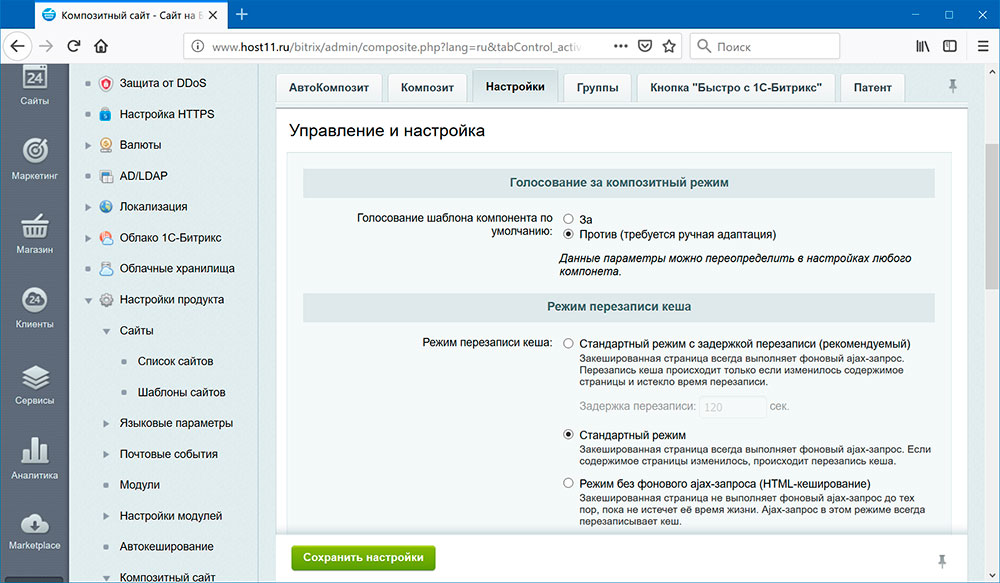 Композитный сайт - Сайт на
www.host11.ru/bitrix/admin/composite.php?lang=ru&tabControl_activ
Поиск
24
Сайты
Маркетинг
Магазин
24
Клиенты
Сервисы
Аналитика
Marketplace
Защита от DDoS
Настройка HTTPS
Валюты
AD/LDAP
Локализация
Облако 1С-Битрикс
Облачные хранилища
Настройки продукта
Сайты
Список сайтов
Шаблоны сайтов
Языковые параметры
Почтовые события
Модули
Настройки модулей
Автокеширование
Композитный сайт
АвтоКомпозит
Композит
Настройки
Группы
Кнопка "Быстро с 1С-Битрикс"
Патент
Управление и настройка
Голосование за композитный режим
Голосование шаблона компонента по
умолчанию:
За
Против (требуется ручная адаптация)
Данные параметры можно переопределить в настройках любого
компонета.
Режим перезаписи кеша
Режим перезаписи кеша:
Стандартный режим с задержкой перезаписи (рекомендуемый)
Закешированная страница всегда выполняет фоновый ajax-запрос.
Перезапись кеша происходит только если изменилось содержимое
страницы и истекло время перезаписи.
Задержка перезаписи: 120 сек.
Стандартный режим
Закешированная страница всегда выполняет фоновый ajax-запрос. Если
содержимое страницы изменилось, происходит перезапись кеша.
Режим без фонового ajax-запроса (HTML-кеширование)
Закешированная страница не выполняет фоновый ajax-запрос до тех
пор, пока не истечет её время жизни. Ajax-запрос в этом режиме всегда
перезаписывает кеш.
Сохранить настройки